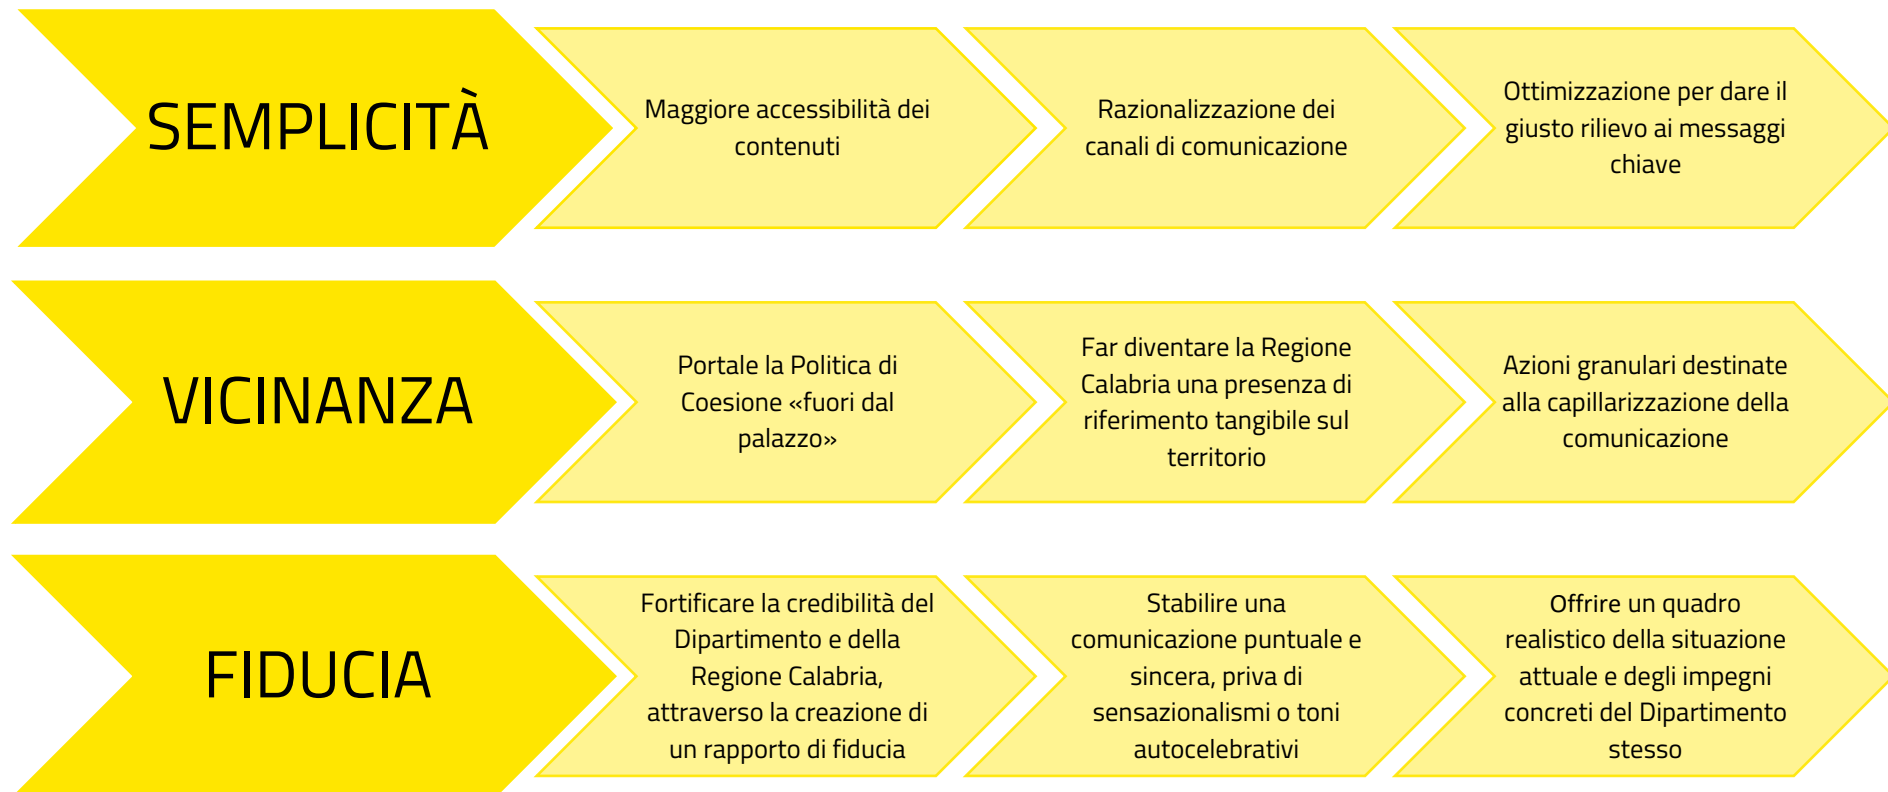 SEMPLICITÀ
Maggiore accessibilità dei
contenuti
Razionalizzazione dei
canali di comunicazione
Ottimizzazione per dare il
giusto rilievo ai messaggi
chiave
VICINANZA
Portale la Politica di
Coesione «fuori dal
palazzo»
Far diventare la Regione
Calabria una presenza di
riferimento tangibile sul
territorio
Azioni granulari destinate
alla capillarizzazione della
comunicazione
FIDUCIA
Fortificare la credibilità del
Dipartimento e della
Regione Calabria,
attraverso la creazione di
un rapporto di fiducia
Stabilire una
comunicazione puntuale e
sincera, priva di
sensazionalismi o toni
autocelebrativi
Offrire un quadro
realistico della situazione
attuale e degli impegni
concreti del Dipartimento
stesso